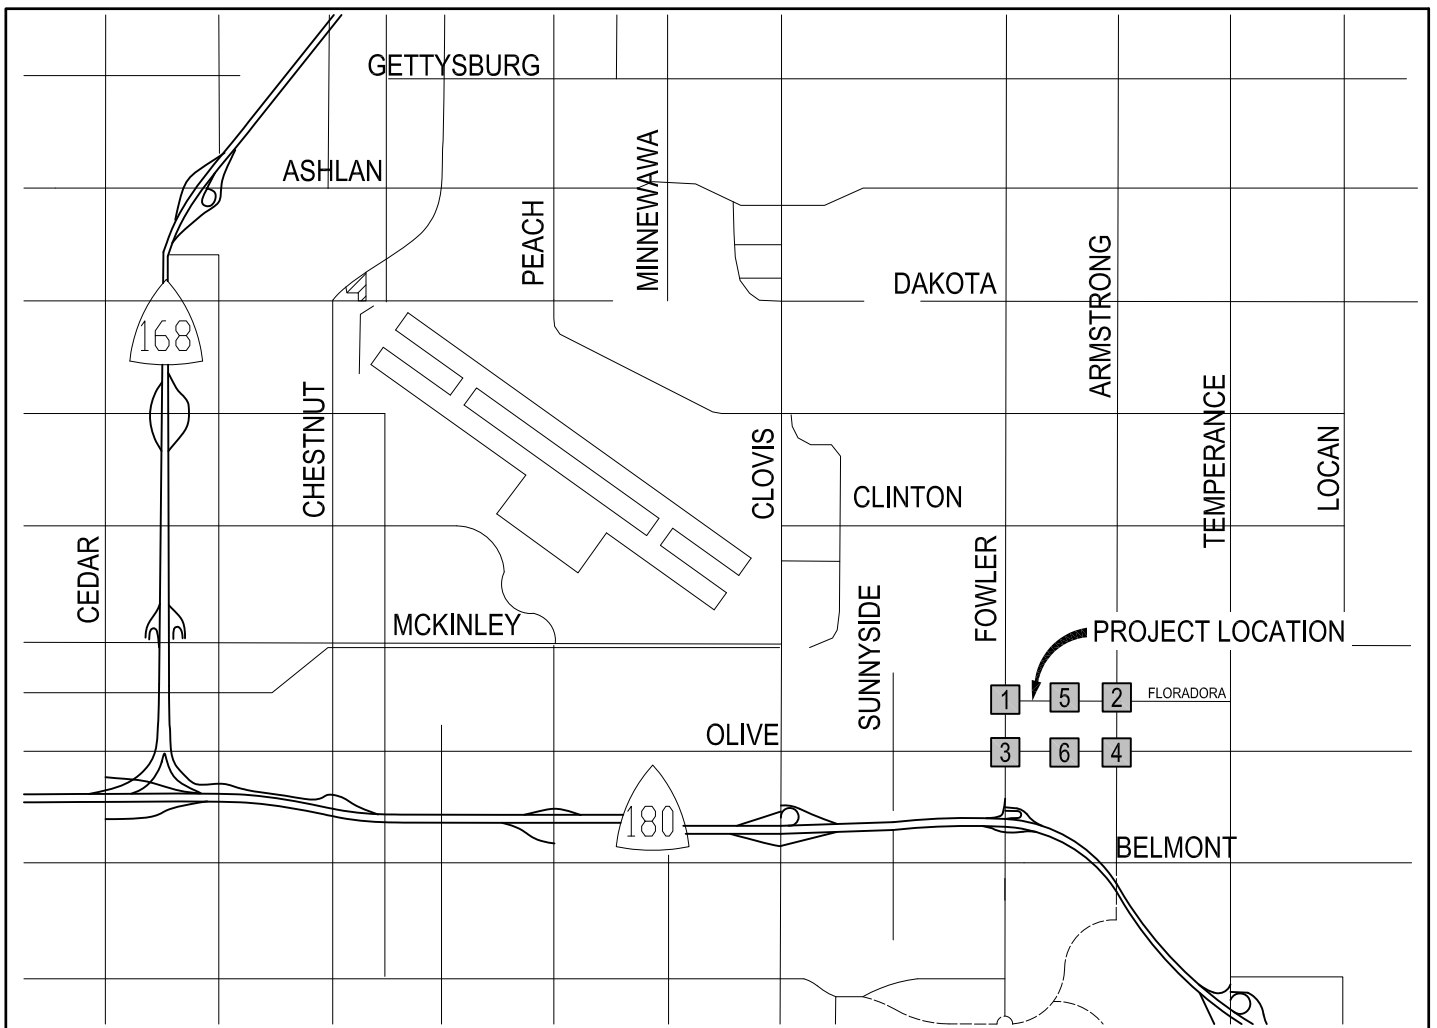 GETTYSBURG
ASHLAN
MINNEWAWA
PEACH
DAKOTA
ARMSTRONG
168
CHESTNUT
TEMPERANCE
LOCAN
CLOVIS
CLINTON
CEDAR
FOWLER
MCKINLEY
SUNNYSIDE
PROJECT LOCATION
1
5
2
FLORADORA
OLIVE
3
6
4
180
BELMONT